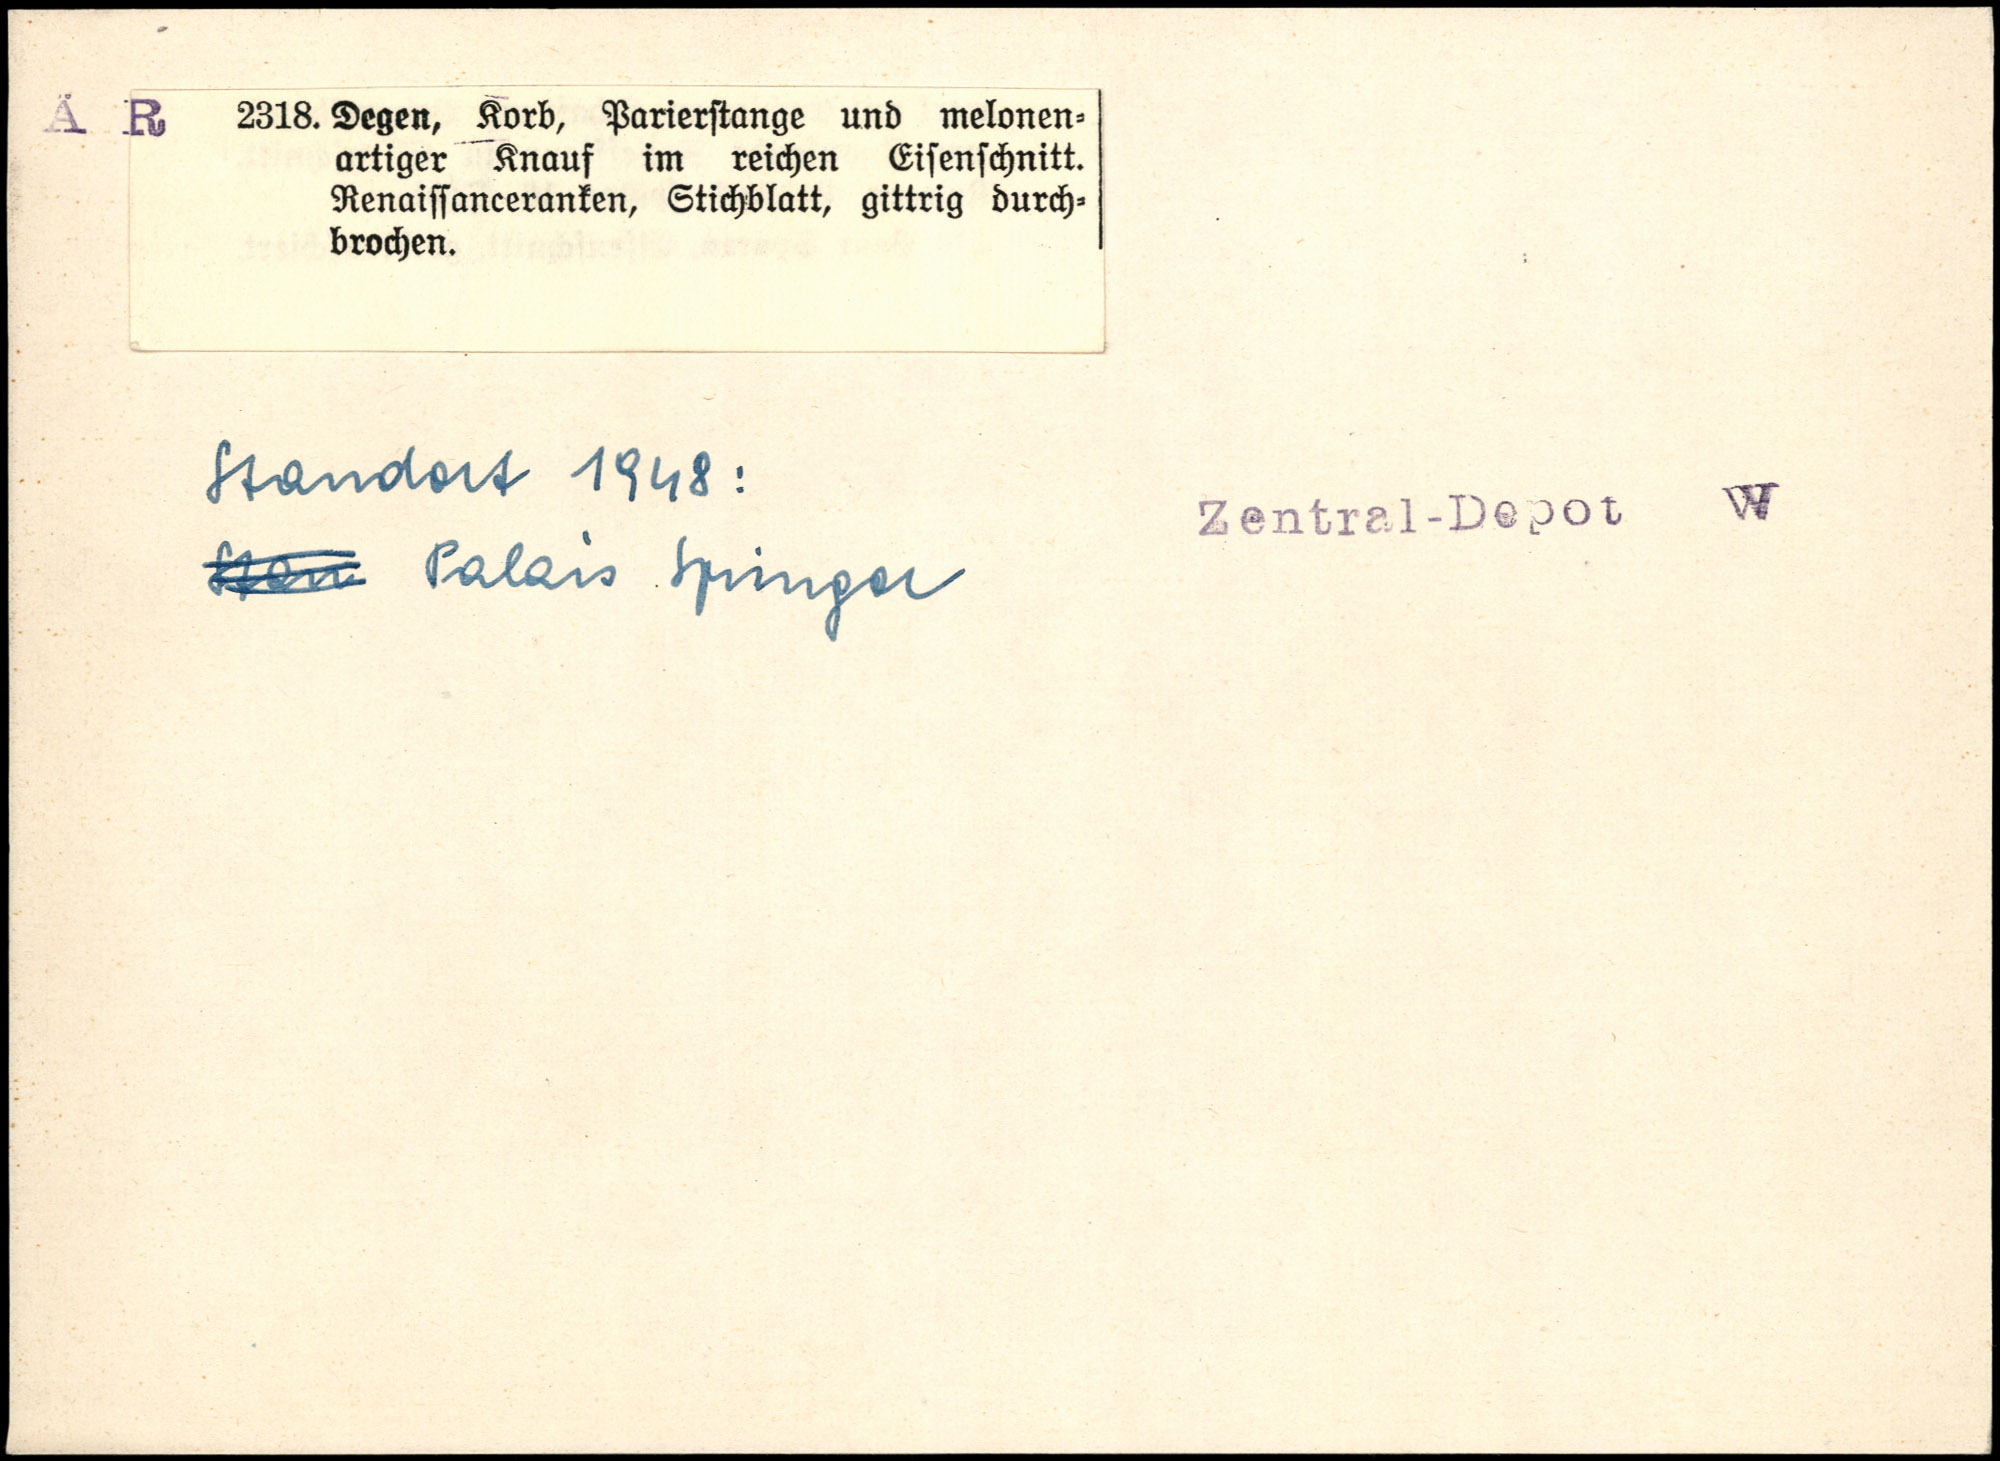 Ä R
2318. Degen, Korb, Parierstange und melonen-
artiger Knauf im reichen Eisenschnitt.
Renaissanceranken, Stichblatt, gittrig durch-
brochen.
Standort 1948:
Zentral-Depot W
Palais Springer